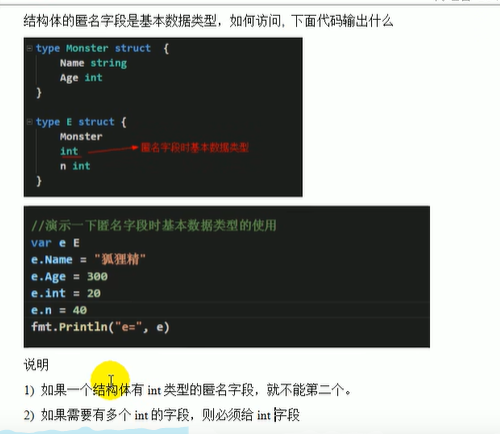 结构体的匿名字段是基本数据类型，如何访问, 下面代码输出什么
type Monster struct {
Name string
Age int
}
type E struct {
Monster
int
匿名字段时基本数据类型
n int
}
//演示一下匿名字段时基本数据类型的使用
var e E
e.Name = "狐狸精"
e.Age = 300
e.int = 20
e.n = 40
fmt.Println("e=", e)
说明
1) 如果一个结构体有 int 类型的匿名字段，就不能第二个。
2) 如果需要有多个 int 的字段，则必须给 int 字段